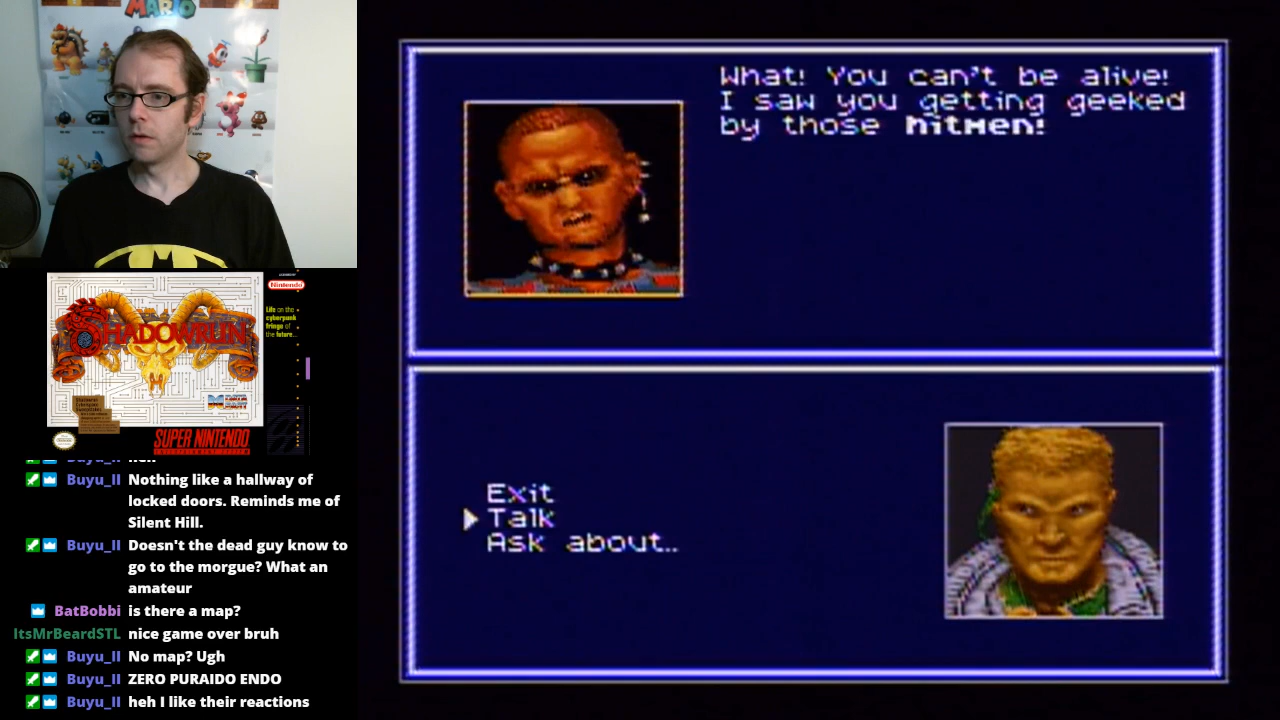 MARIO
What! You can't be alive!
I saw you getting geeked
by those hitmen!
Exit
Talk
Ask about..
Nintendo
Life on the
cyberpunk
fringe of
the future...
SHADOWRUN
SUPER NINTENDO
ENTERTAINMENT SYSTEM
Buyu_II heh
Buyu_II Nothing like a hallway of
locked doors. Reminds me of
Silent Hill.
Buyu_II Doesn't the dead guy know to
go to the morgue? What an
amateur
BatBobbi is there a map?
ItsMrBeardSTL nice game over bruh
Buyu_II No map? Ugh
Buyu_II ZERO PURAIDO ENDO
Buyu_II heh I like their reactions